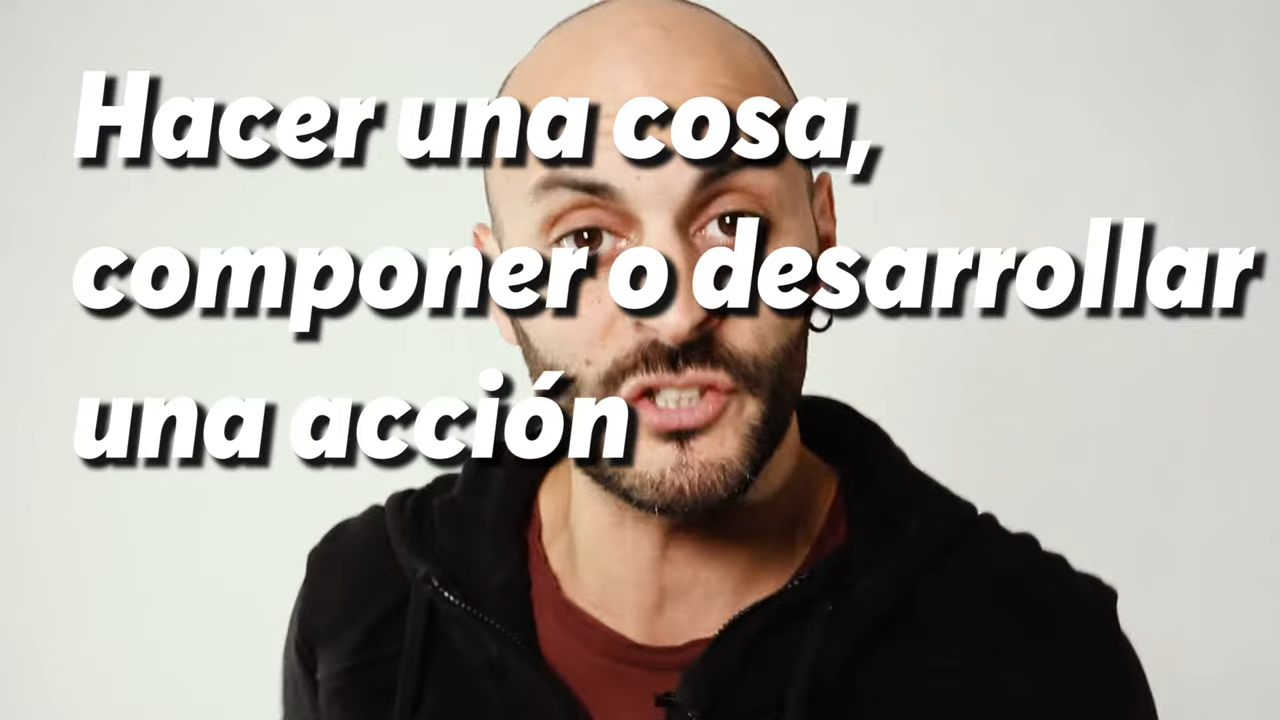 Hacer una cosa,
componer o desarrollar
una acción